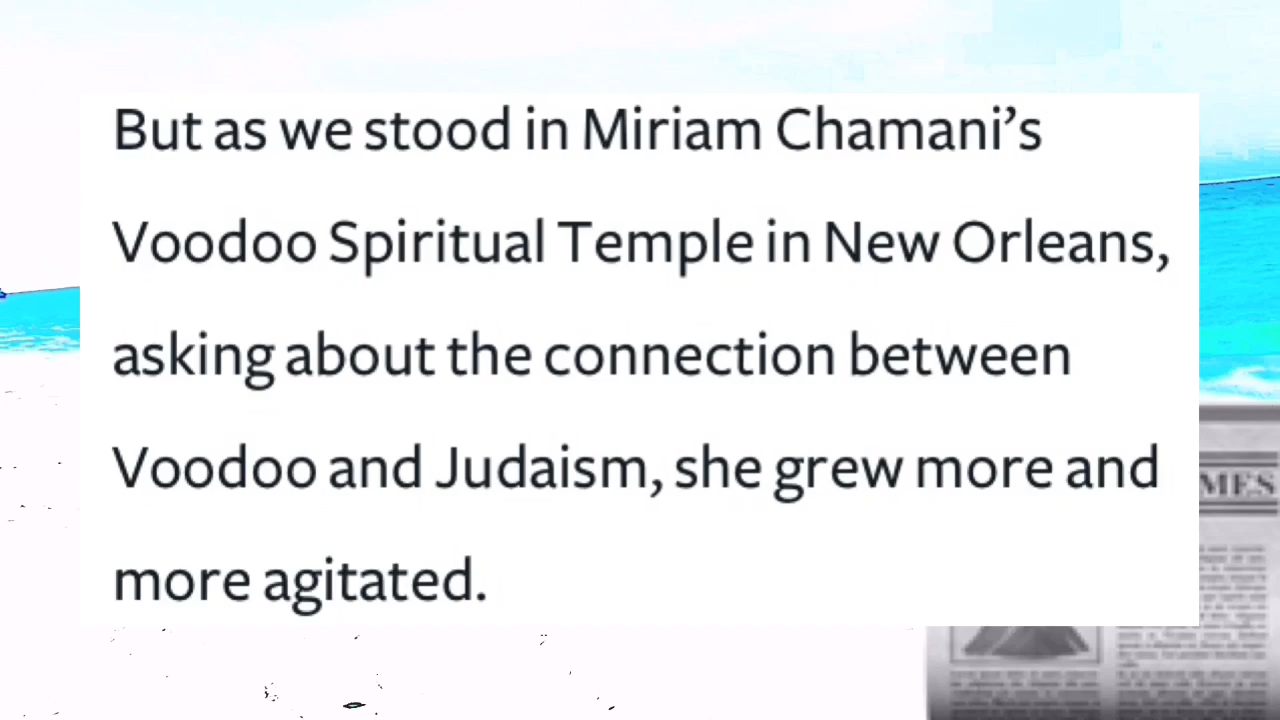 But as we stood in Miriam Chamani’s
Voodoo Spiritual Temple in New Orleans,
asking about the connection between
Voodoo and Judaism, she grew more and
more agitated.
MES